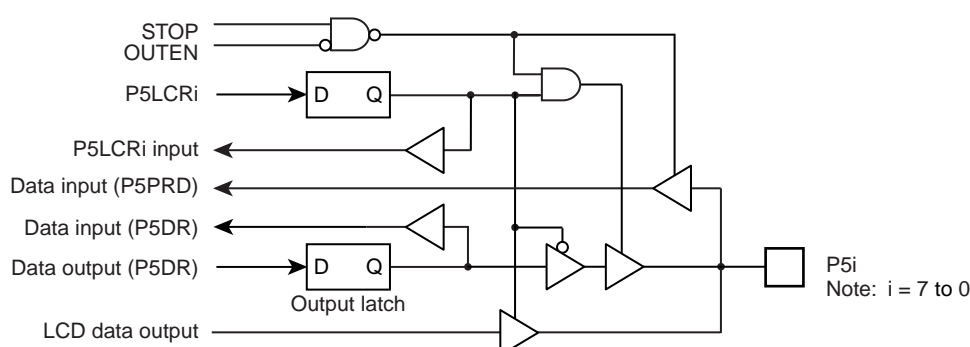 STOP
OUTEN
P5LCRi
D Q
P5LCRi input
Data input (P5PRD)
Data input (P5DR)
Data output (P5DR)
D Q
Output latch
P5i
Note: i = 7 to 0
LCD data output